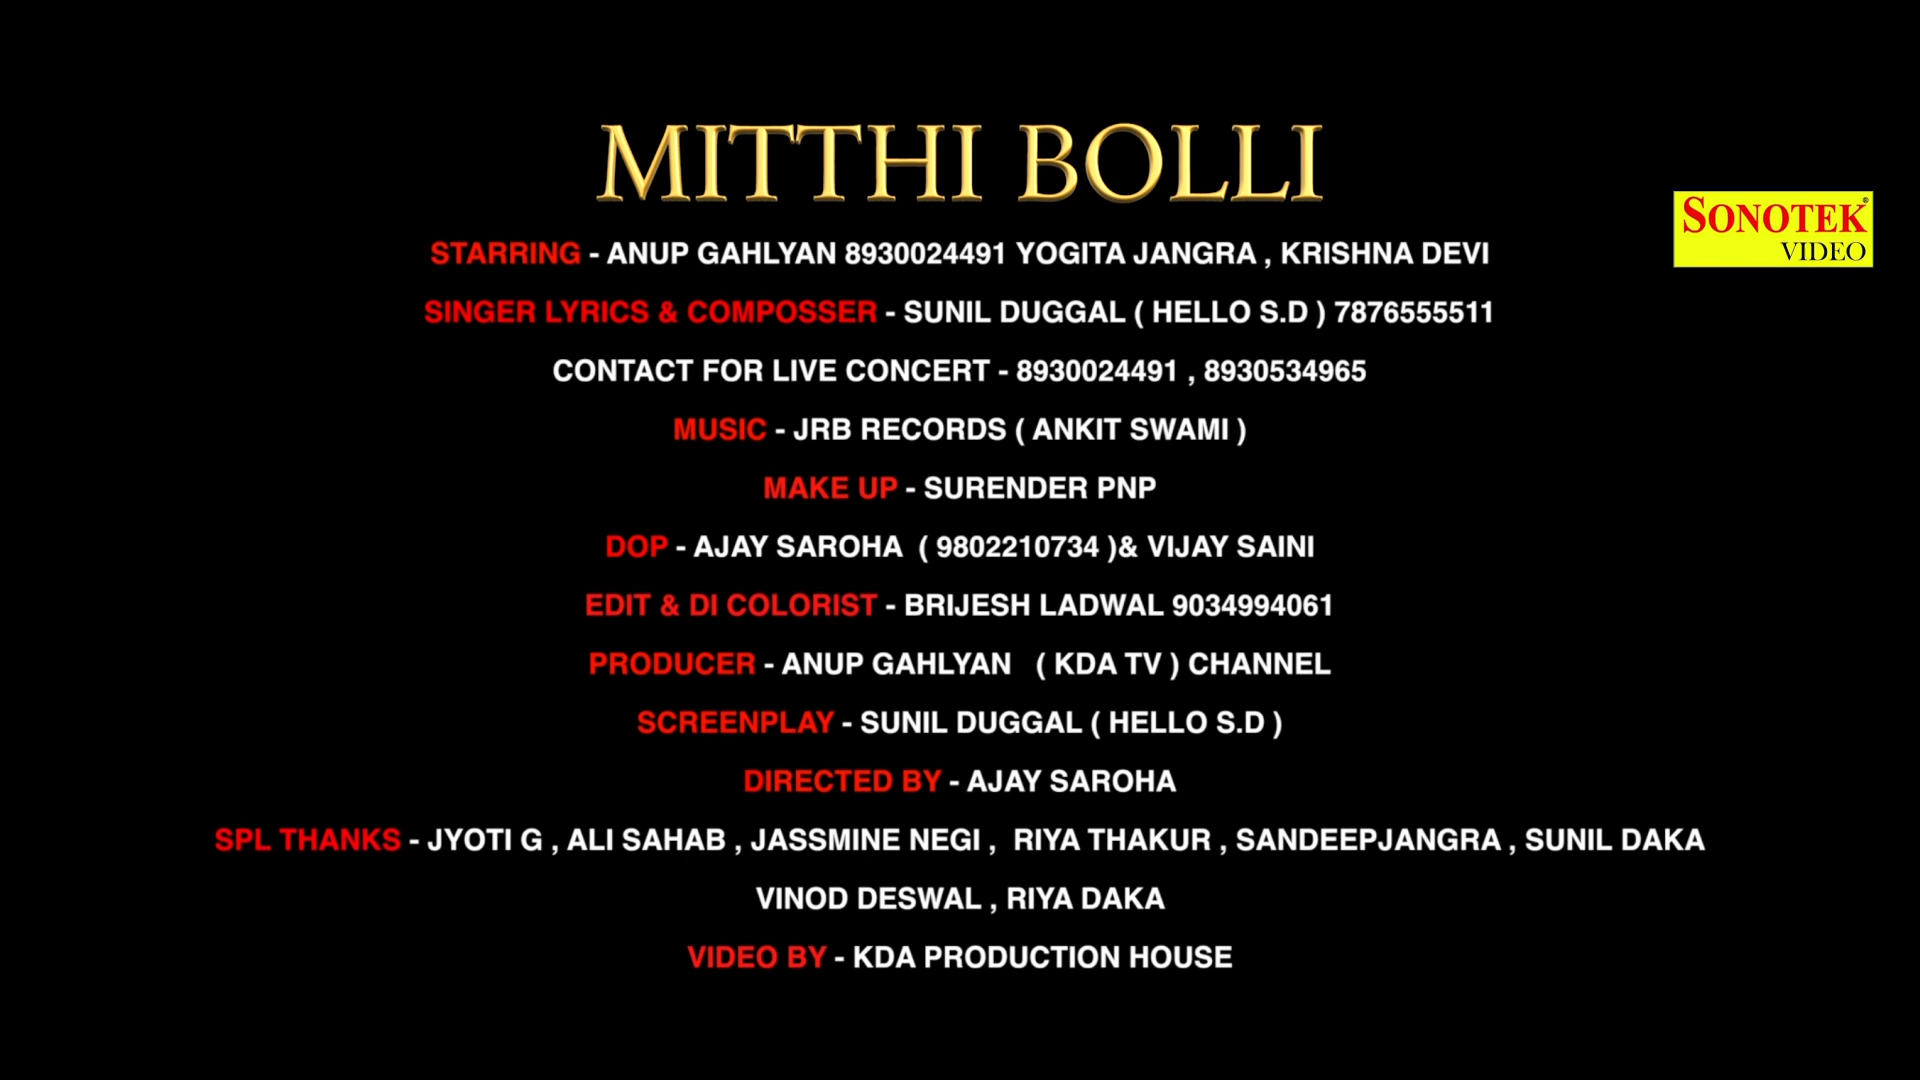 MITTHI BOLLI
SONOTEK®
VIDEO
STARRING - ANUP GAHLYAN 8930024491 YOGITA JANGRA , KRISHNA DEVI
SINGER LYRICS & COMPOSSER - SUNIL DUGGAL ( HELLO S.D ) 7876555511
CONTACT FOR LIVE CONCERT - 8930024491 , 8930534965
MUSIC - JRB RECORDS ( ANKIT SWAMI )
MAKE UP - SURENDER PNP
DOP - AJAY SAROHA ( 9802210734 )& VIJAY SAINI
EDIT & DI COLORIST - BRIJESH LADWAL 9034994061
PRODUCER - ANUP GAHLYAN ( KDA TV ) CHANNEL
SCREENPLAY - SUNIL DUGGAL ( HELLO S.D )
DIRECTED BY - AJAY SAROHA
SPL THANKS - JYOTI G , ALI SAHAB , JASSMINE NEGI , RIYA THAKUR , SANDEEPJANGRA , SUNIL DAKA
VINOD DESWAL , RIYA DAKA
VIDEO BY - KDA PRODUCTION HOUSE